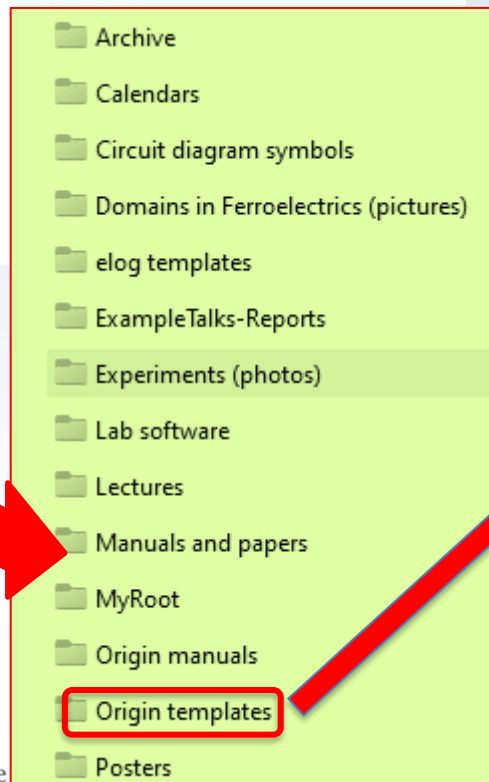 Archive
Calendars
Circuit diagram symbols
Domains in Ferroelectrics (pictures)
elog templates
ExampleTalks-Reports
Experiments (photos)
Lab software
Lectures
Manuals and papers
MyRoot
Origin manuals
Origin templates
Posters